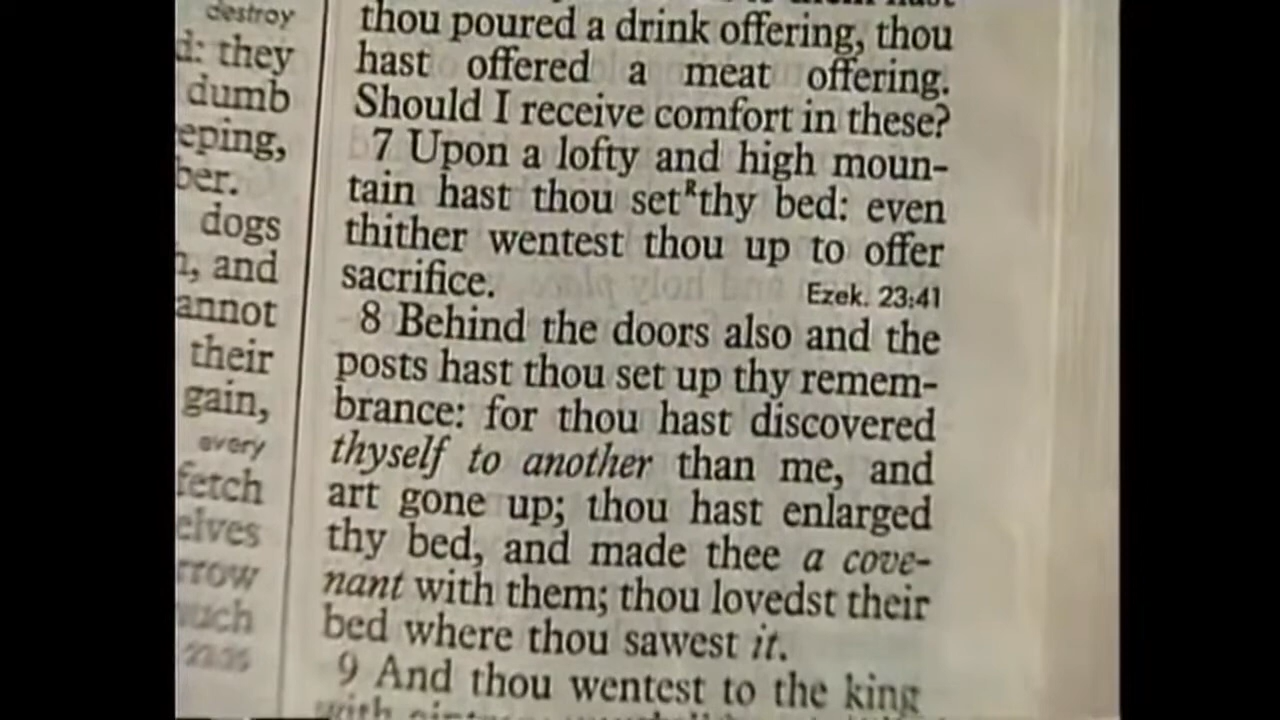 destroy
d: they
dumb
eping,
ber.
dogs
n, and
annot
their
gain,
every
fetch
elves
rrow
uch
thou poured a drink offering, thou
hast offered a meat offering.
Should I receive comfort in these?
7 Upon a lofty and high moun-
tain hast thou set ᴿthy bed: even
thither wentest thou up to offer
sacrifice. Ezek. 23:41
8 Behind the doors also and the
posts hast thou set up thy remem-
brance: for thou hast discovered
thyself to another than me, and
art gone up; thou hast enlarged
thy bed, and made thee a cove-
nant with them; thou lovedst their
bed where thou sawest it.
9 And thou wentest to the king